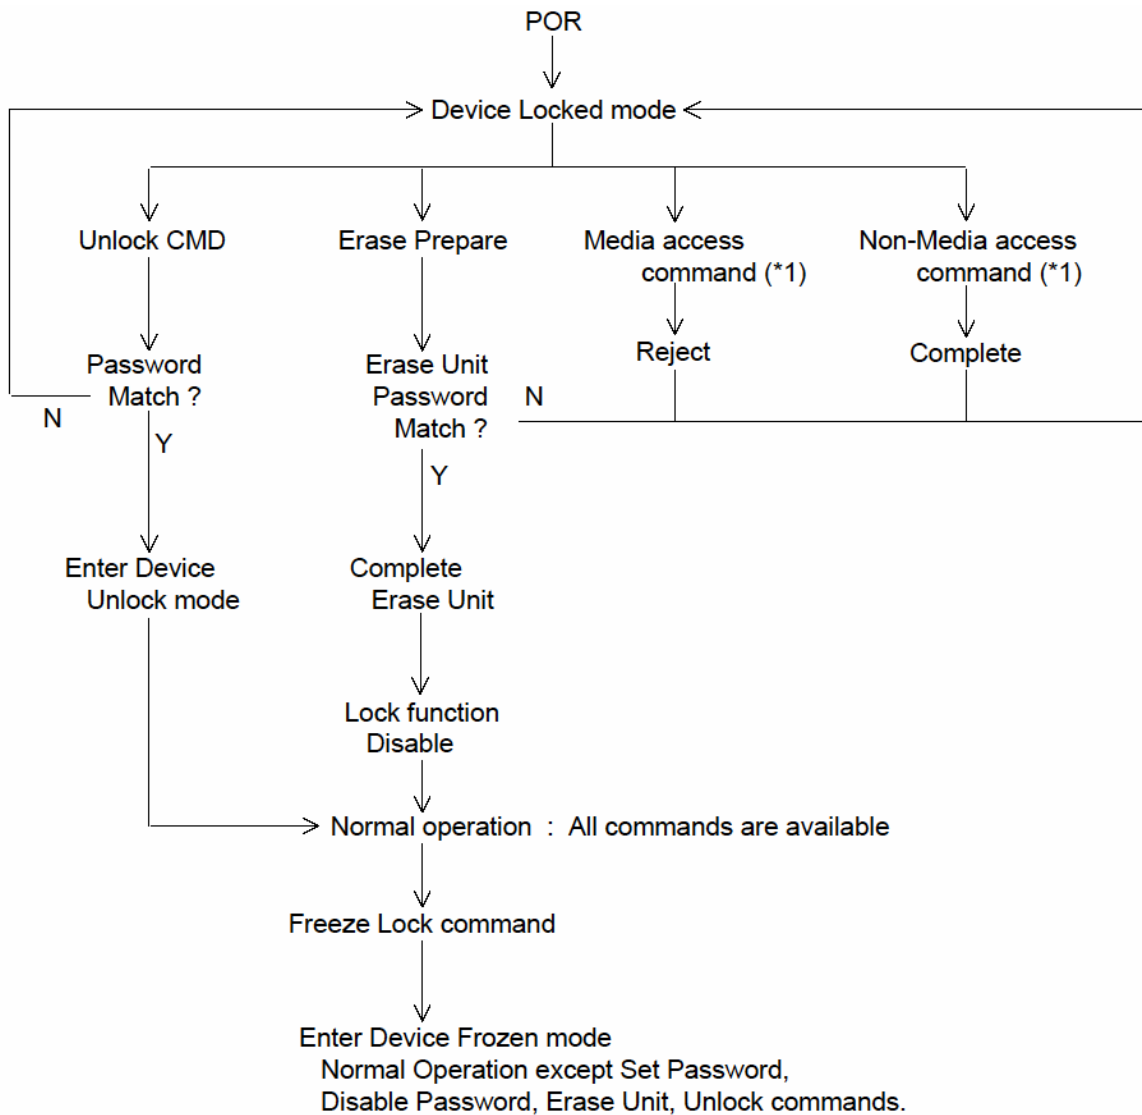 POR
Device Locked mode
Unlock CMD
Erase Prepare
Media access
command (*1)
Non-Media access
command (*1)
Password
Match ?
N
Y
Erase Unit
Password
Match ?
N
Y
Reject
Complete
Enter Device
Unlock mode
Complete
Erase Unit
Lock function
Disable
Normal operation : All commands are available
Freeze Lock command
Enter Device Frozen mode
Normal Operation except Set Password,
Disable Password, Erase Unit, Unlock commands.